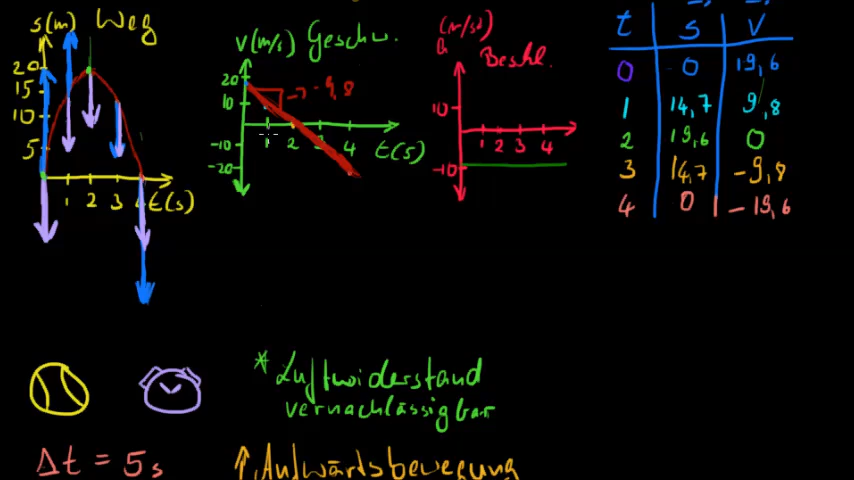 s(m) Weg
20
15
10
5
1 2 3 4 t(s)
v(m/s) Geschw.
20
10
-10
-20
1 2 3 4 t(s)
-> -9,8
(m/s²)
Beschl.
10
-10
1 2 3 4
t s v
0 0 19,6
1 14,7 9,8
2 19,6 0
3 14,7 -9,8
4 0 -19,6
* Luftwiderstand
vernachlässigbar
Δt = 5s
↑ Aufwärtsbewegung